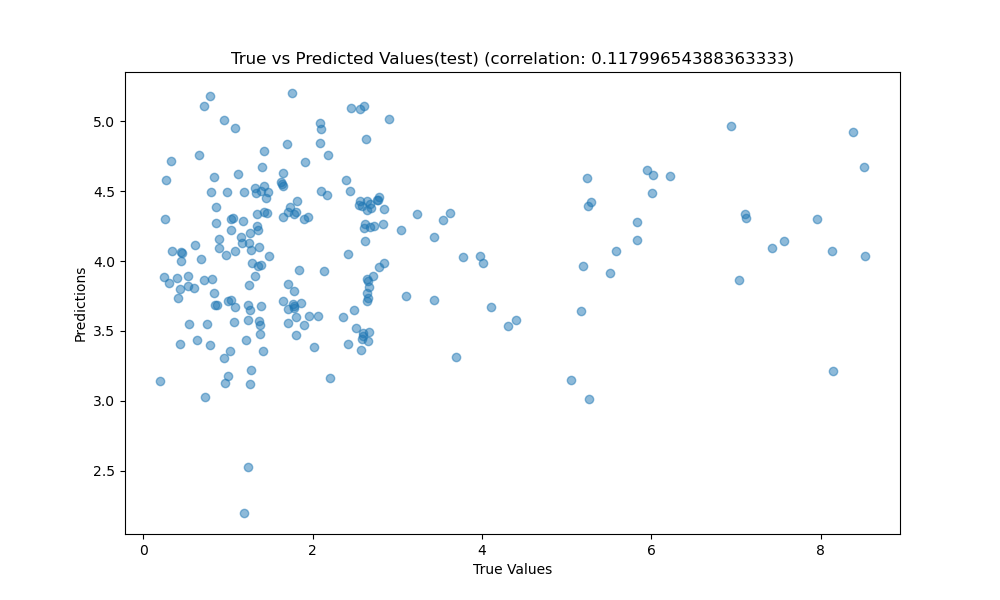 True vs Predicted Values(test) (correlation: 0.11799654388363333)
5.0
4.5
4.0
3.5
3.0
2.5
Predictions
0 2 4 6 8
True Values